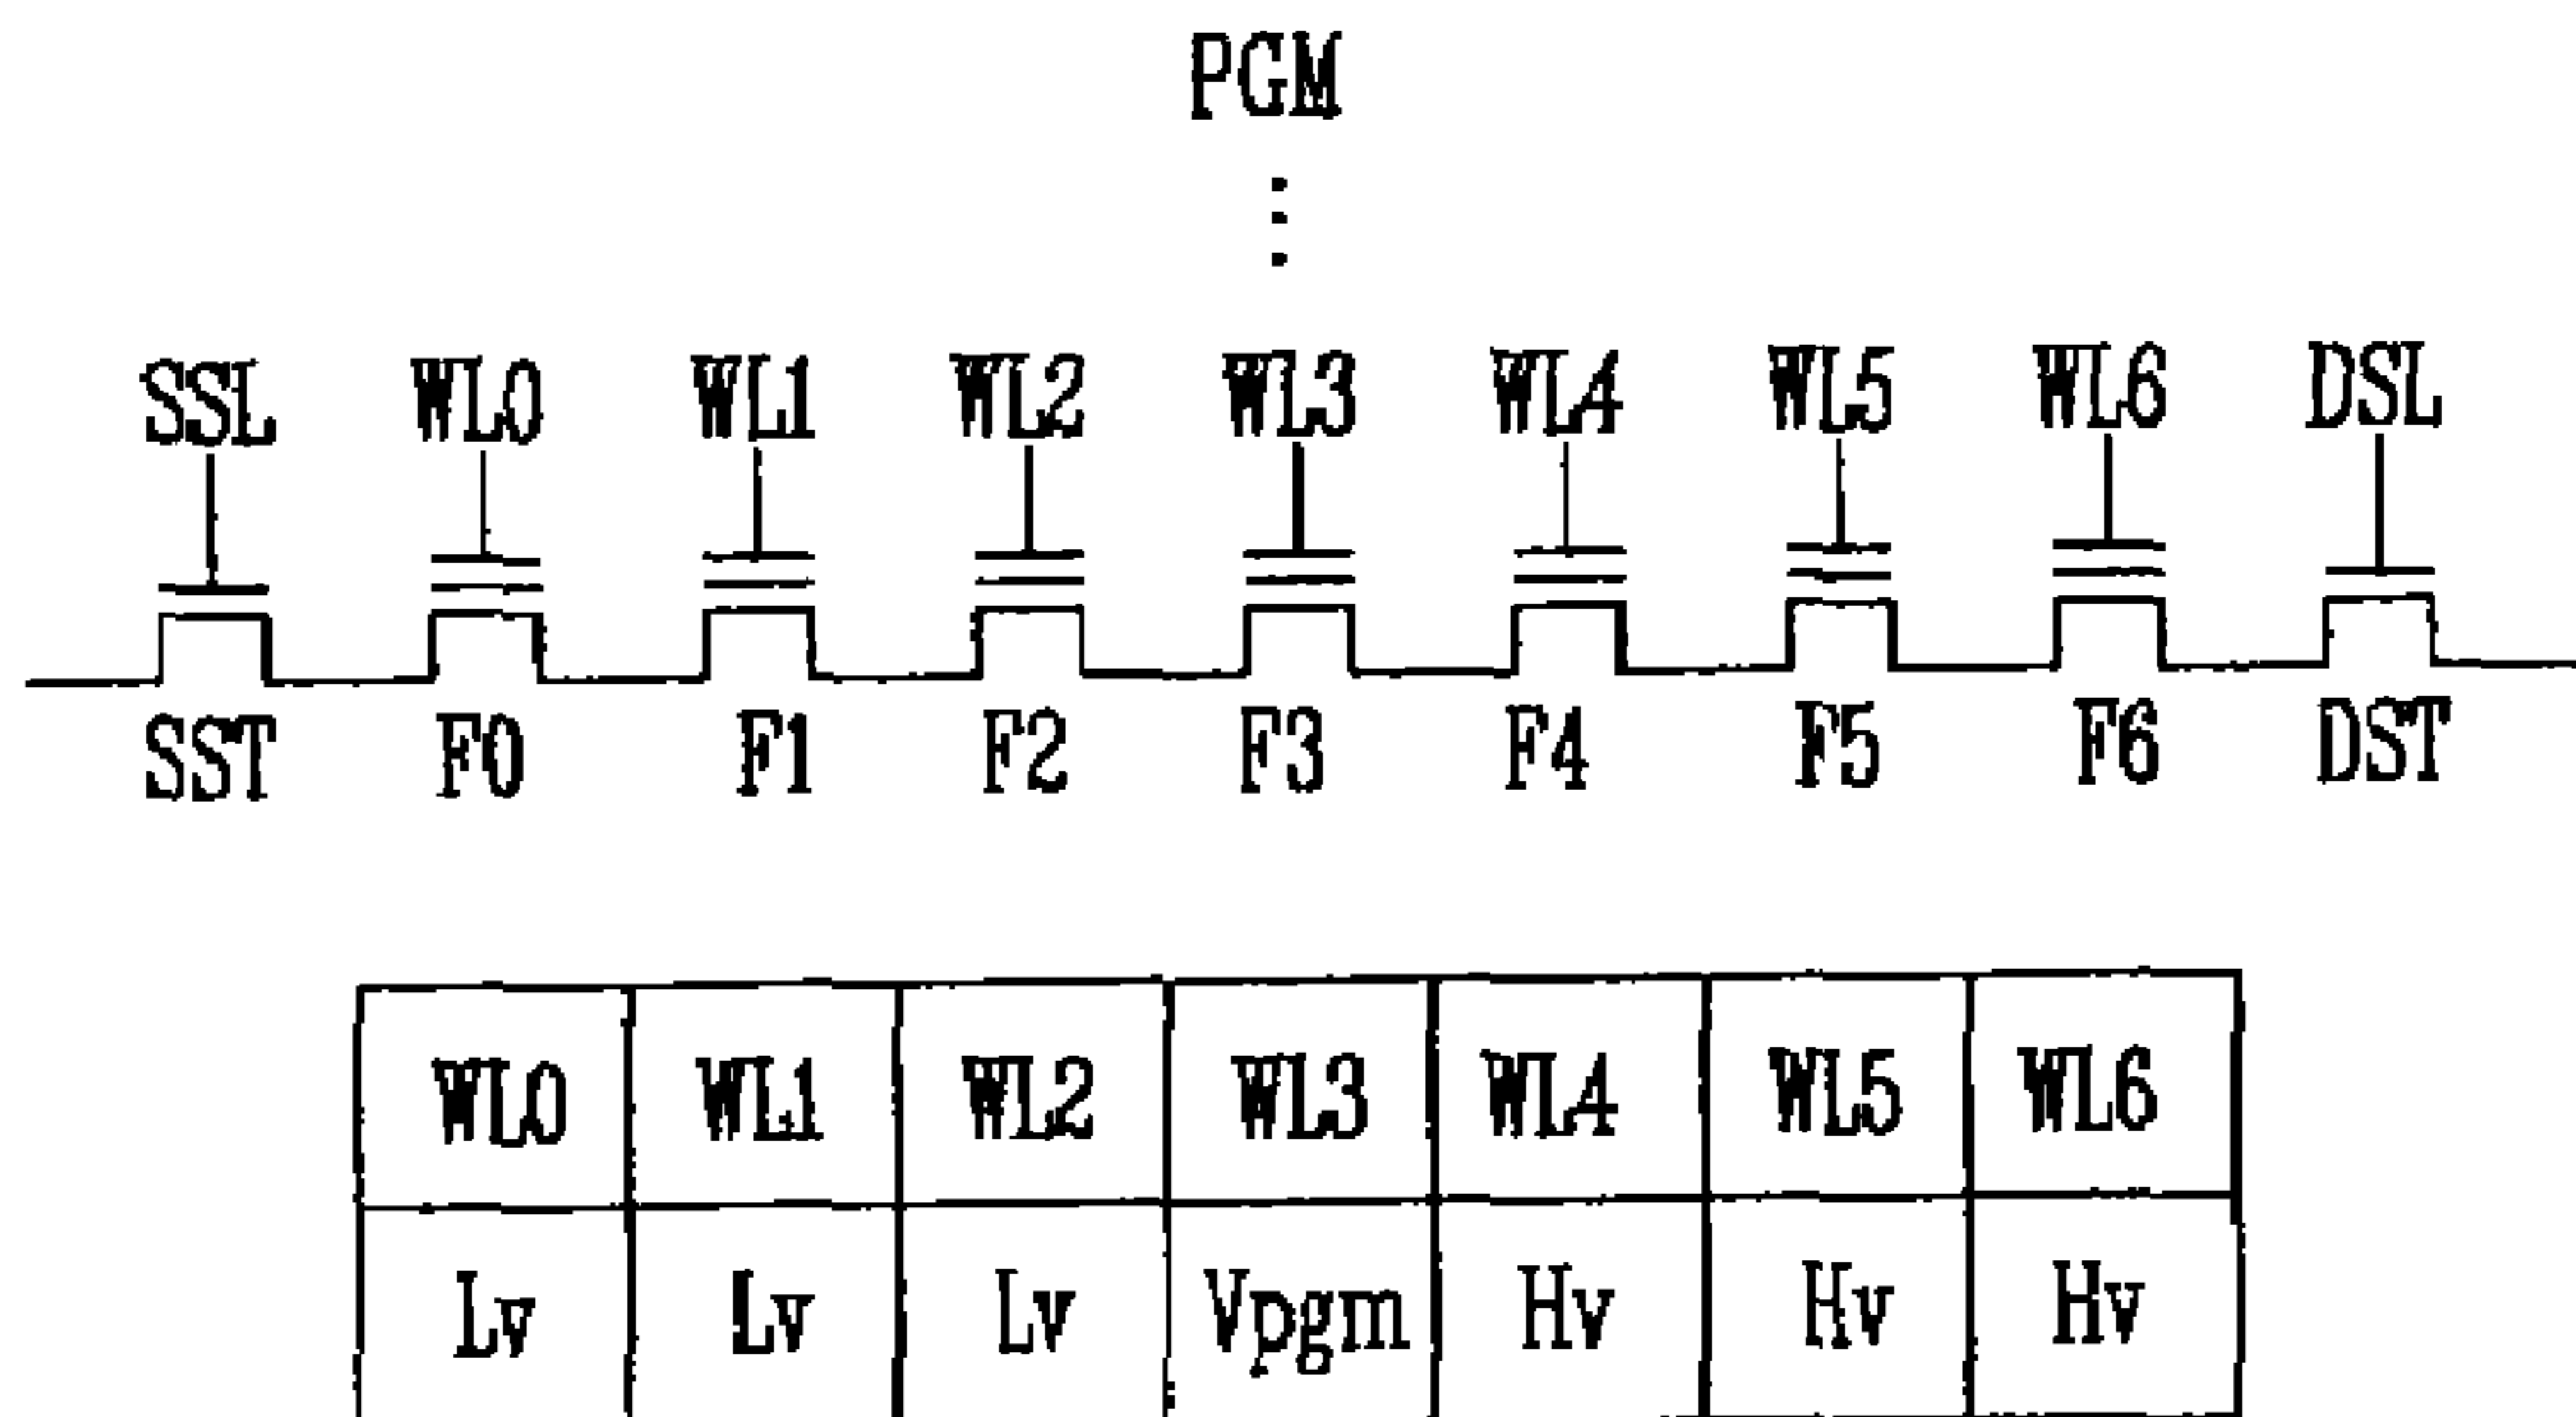 PGM
SSL WL0 WL1 WL2 WL3 WL4 WL5 WL6 DSL
SST F0 F1 F2 F3 F4 F5 F6 DST
WL0 WL1 WL2 WL3 WL4 WL5 WL6
Lv Lv Lv Vpgm Hv Hv Hv